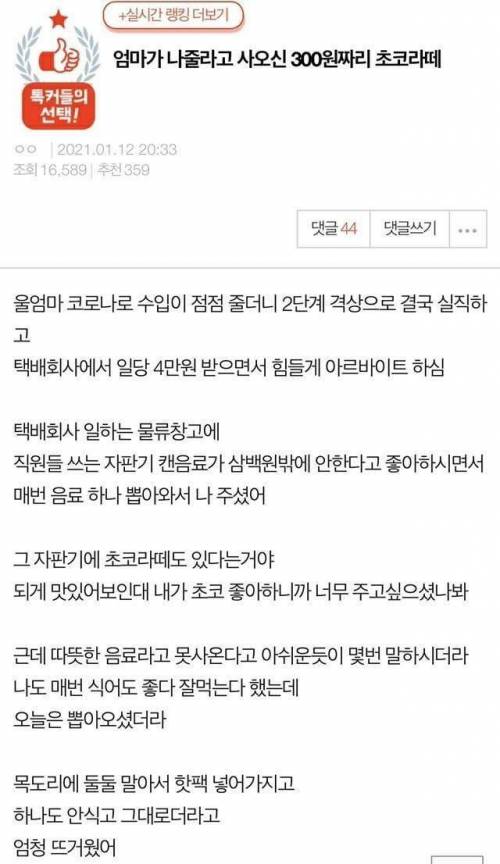 +실시간 랭킹 더보기
톡커들의
선택!
엄마가 나줄라고 사오신 300원짜리 초코라떼
ㅇㅇ | 2021.01.12 20:33
조회 16,589 | 추천 359
댓글 44 댓글쓰기 ...
울엄마 코로나로 수입이 점점 줄더니 2단계 격상으로 결국 실직하
고
택배회사에서 일당 4만원 받으면서 힘들게 아르바이트 하심
택배회사 일하는 물류창고에
직원들 쓰는 자판기 캔음료가 삼백원밖에 안한다고 좋아하시면서
매번 음료 하나 뽑아와서 나 주셨어
그 자판기에 초코라떼도 있다는거야
되게 맛있어보인대 내가 초코 좋아하니까 너무 주고싶으셨나봐
근데 따뜻한 음료라고 못사온다고 아쉬운듯이 몇번 말하시더라
나도 매번 식어도 좋다 잘먹는다 했는데
오늘은 뽑아오셨더라
목도리에 둘둘 말아서 핫팩 넣어가지고
하나도 안식고 그대로더라고
엄청 뜨거웠어